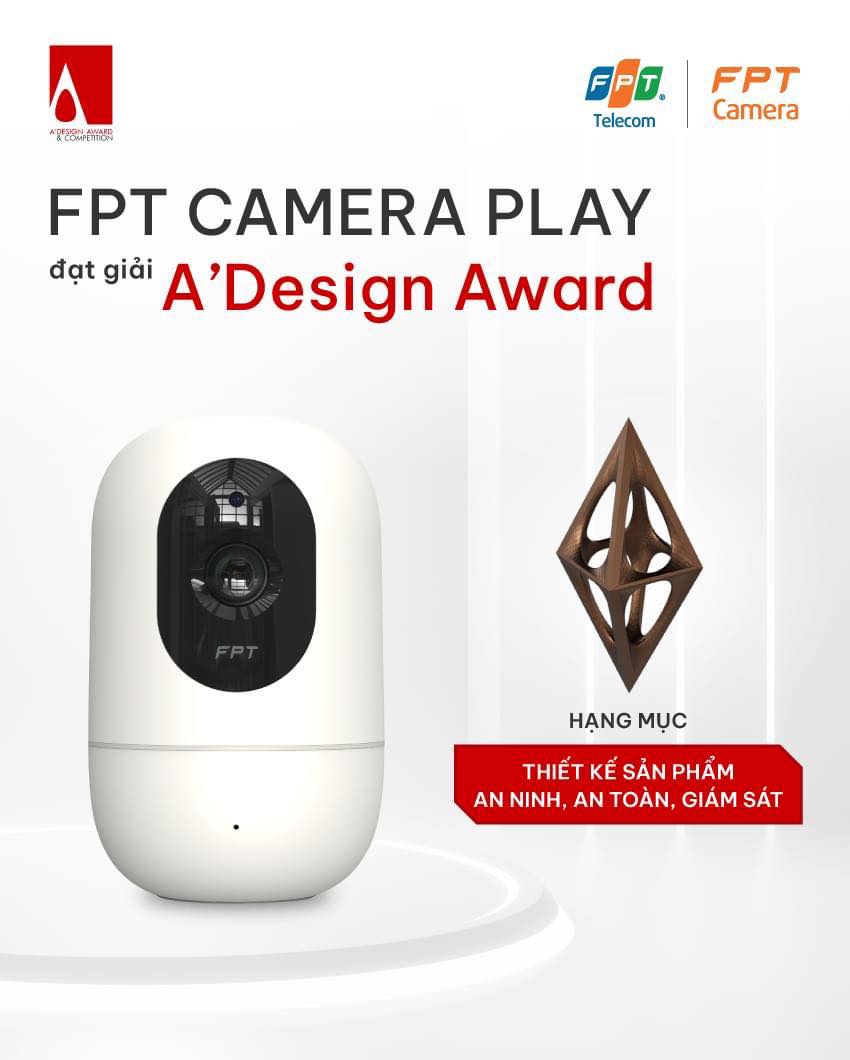 A'DESIGN AWARD
& COMPETITION
FPT®
Telecom
FPT
Camera
FPT CAMERA PLAY
đạt giải A'Design Award
FPT
HẠNG MỤC
THIẾT KẾ SẢN PHẨM
AN NINH, AN TOÀN, GIÁM SÁT